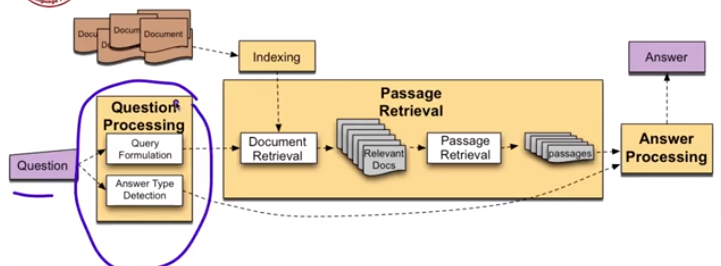 Docu
Docum
D
Document
Indexing
Answer
Passage
Retrieval
Question
Processing
Query
Formulation
Answer Type
Detection
Question
Document
Retrieval
Relevant
Docs
Passage
Retrieval
passages
Answer
Processing